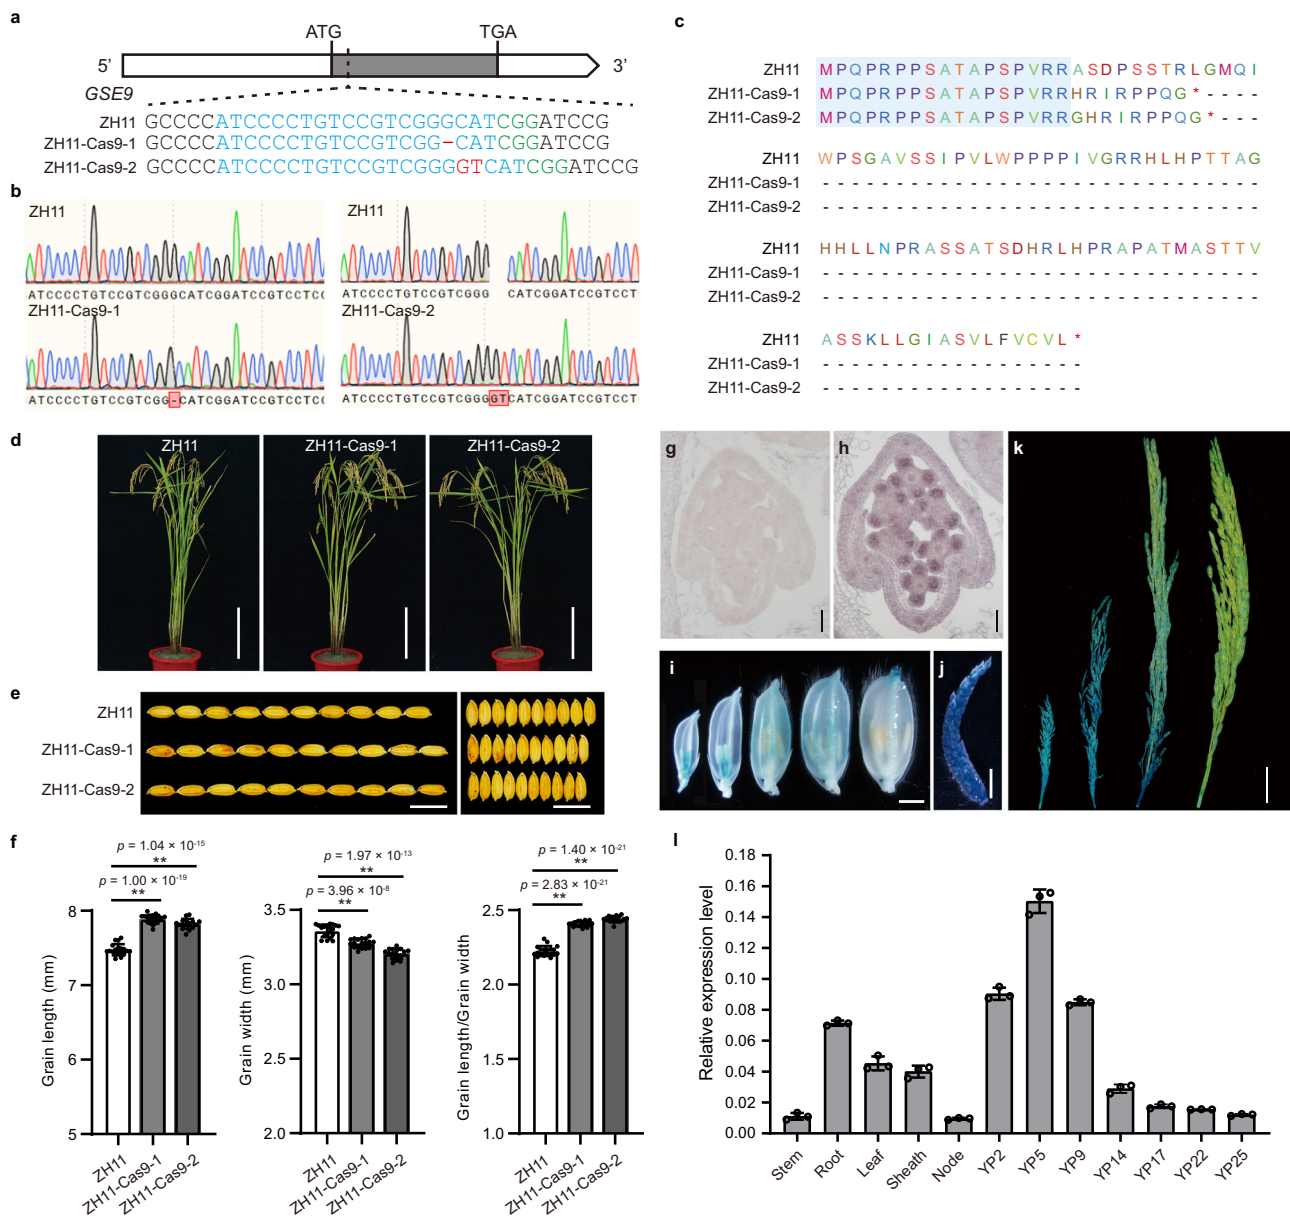 a
ATG TGA
5' 3'
GSE9
ZH11 GCCCCATCCCCTGTCCGTCGGGCATCGGATCCG
ZH11-Cas9-1 GCCCCATCCCCTGTCCGTCGG-CATCGGATCCG
ZH11-Cas9-2 GCCCCATCCCCTGTCCGTCGGGGTCATCGGATCCG
b
ZH11
ATCCCCTGTCCGTCGGGCATCGGATCCGTCCTCC
ZH11
ATCCCCTGTCCGTCGGG CATCGGATCCGTCCT
ZH11-Cas9-1
ATCCCCTGTCCGTCGG-CATCGGATCCGTCCTCC
ZH11-Cas9-2
ATCCCCTGTCCGTCGGGGTCATCGGATCCGTCCT
c
ZH11 MPQPRPPSATAPSPVRRASDPSSTRLGMQI
ZH11-Cas9-1 MPQPRPPSATAPSPVRRHRIRPPQG*----
ZH11-Cas9-2 MPQPRPPSATAPSPVRRGHRIRPPQG*---
ZH11 WPSGAVSSIPVLWPPPPIVGRRHLHPTTAG
ZH11-Cas9-1 ------------------------------
ZH11-Cas9-2 ------------------------------
ZH11 HHLLNPRASSATSDHRLHPRAPATMASTTV
ZH11-Cas9-1 ------------------------------
ZH11-Cas9-2 ------------------------------
ZH11 ASSKLLGIASVLFVCVL*
ZH11-Cas9-1 ------------------
ZH11-Cas9-2 ------------------
d
ZH11 ZH11-Cas9-1 ZH11-Cas9-2
e
ZH11
ZH11-Cas9-1
ZH11-Cas9-2
f
p = 1.04 × 10-15
**
p = 1.00 × 10-19
**
Grain length (mm)
8
7
6
5
ZH11
ZH11-Cas9-1
ZH11-Cas9-2
p = 1.97 × 10-13
**
p = 3.96 × 10-8
**
Grain width (mm)
3.5
3.0
2.5
2.0
ZH11
ZH11-Cas9-1
ZH11-Cas9-2
p = 1.40 × 10-21
**
p = 2.83 × 10-21
**
Grain length/Grain width
2.5
2.0
1.5
1.0
ZH11
ZH11-Cas9-1
ZH11-Cas9-2
g
h
i
j
k
l
Relative expression level
0.18
0.16
0.14
0.12
0.10
0.08
0.06
0.04
0.02
0.00
Stem
Root
Leaf
Sheath
Node
YP2
YP5
YP9
YP14
YP17
YP22
YP25